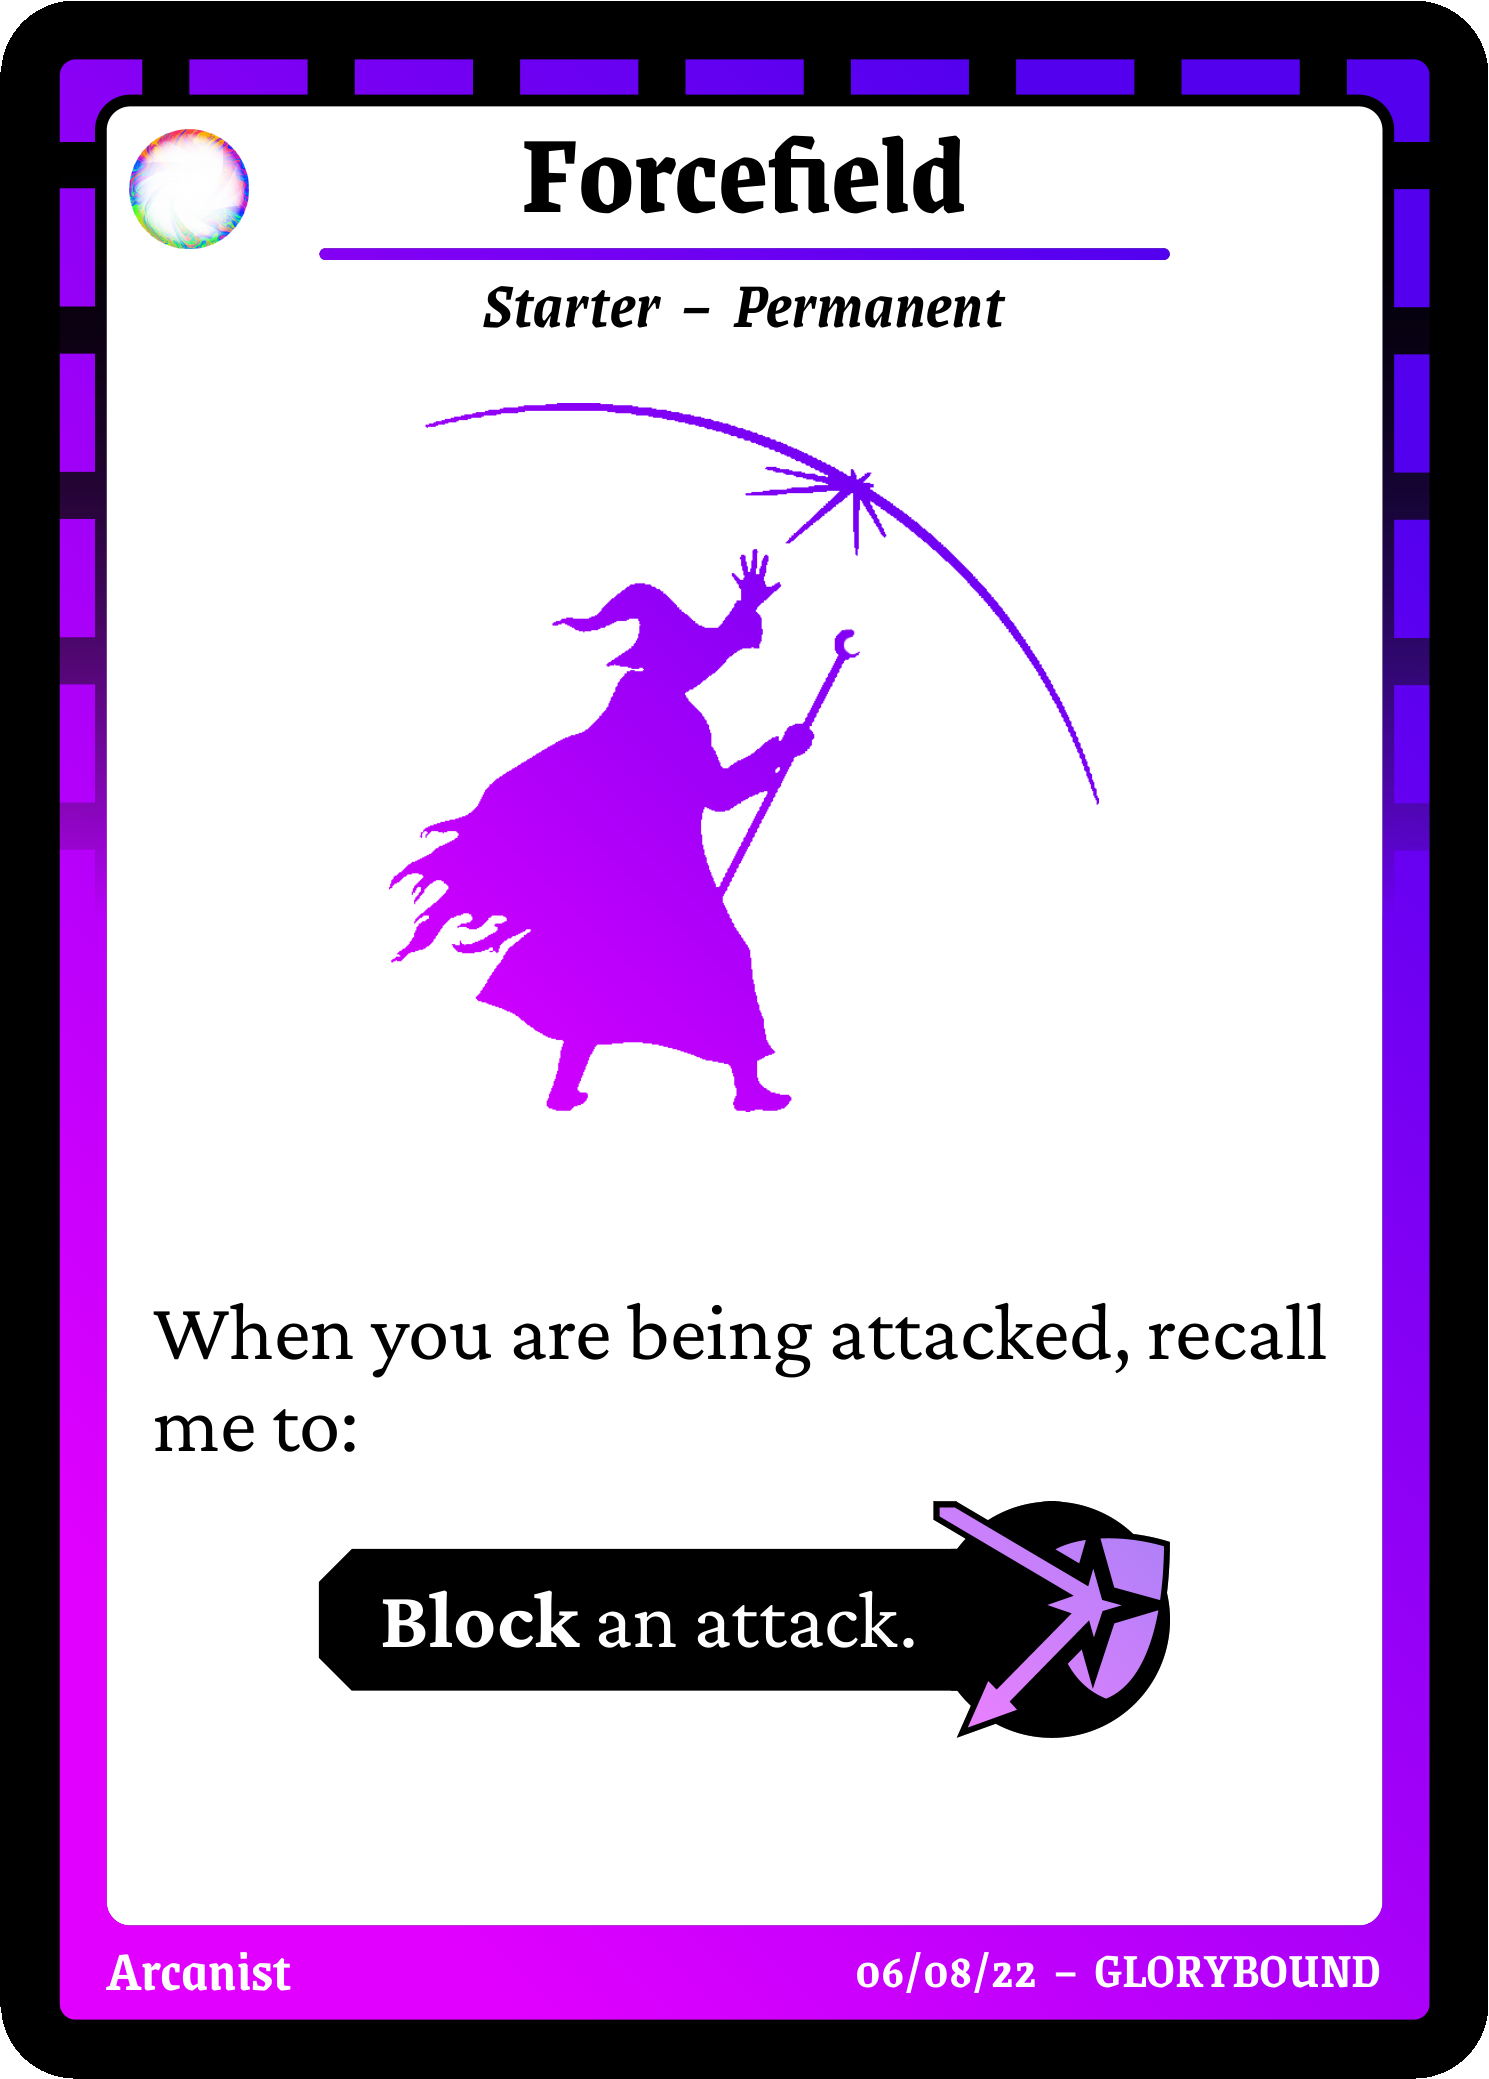 Forcefield
Starter – Permanent
When you are being attacked, recall
me to:
Block an attack.
Arcanist
06/08/22 – GLORYBOUND